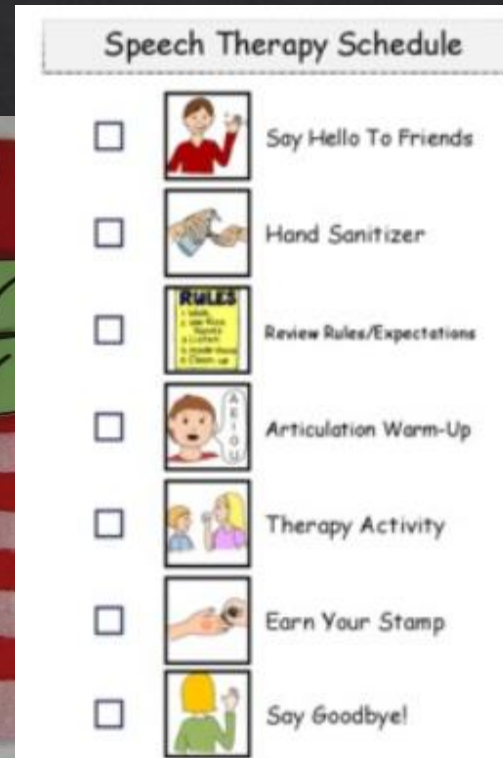 Speech Therapy Schedule
Say Hello To Friends
Hand Sanitizer
RULES
Review Rules/Expectations
A
E
I
O
U
Articulation Warm-Up
Therapy Activity
Earn Your Stamp
Say Goodbye!